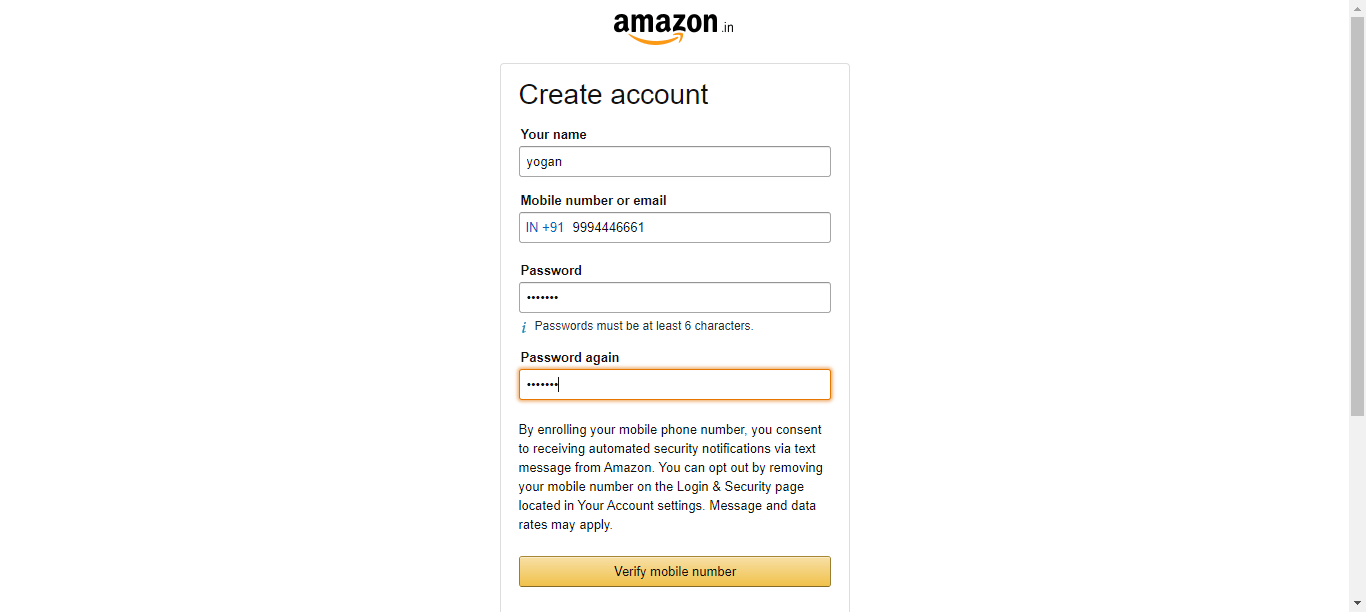 amazon.in
Create account
Your name
yogan
Mobile number or email
IN +91 9994446661
Password
•••••••
i Passwords must be at least 6 characters.
Password again
•••••••
By enrolling your mobile phone number, you consent
to receiving automated security notifications via text
message from Amazon. You can opt out by removing
your mobile number on the Login & Security page
located in Your Account settings. Message and data
rates may apply.
Verify mobile number